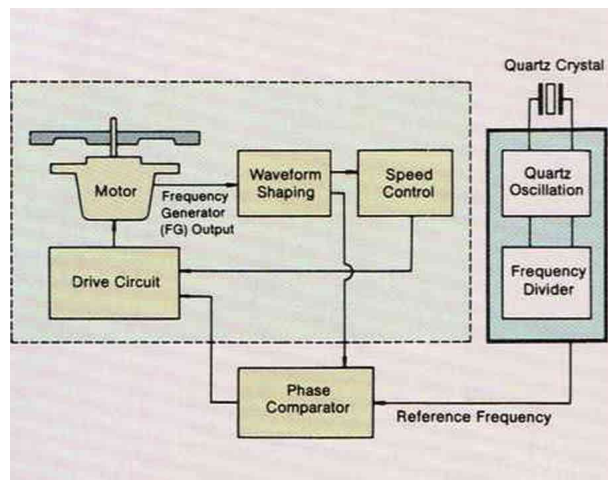 Quartz Crystal
Motor
Frequency
Generator
(FG) Output
Waveform
Shaping
Speed
Control
Quartz
Oscillation
Drive Circuit
Frequency
Divider
Phase
Comparator
Reference Frequency